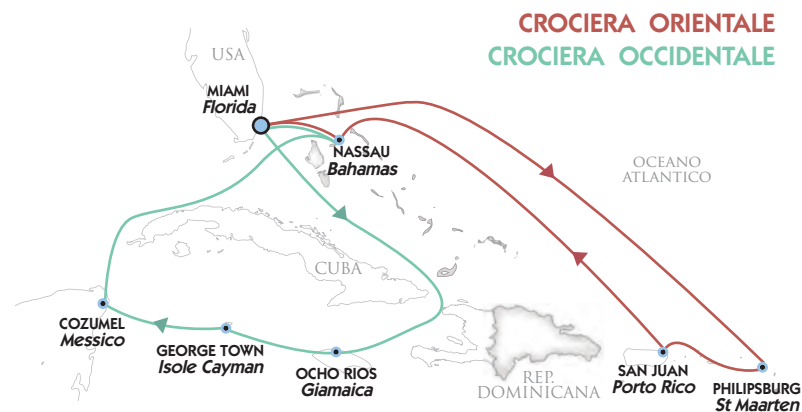 CROCIERA ORIENTALE
CROCIERA OCCIDENTALE
USA
MIAMI
Florida
NASSAU
Bahamas
OCEANO
ATLANTICO
CUBA
COZUMEL
Messico
GEORGE TOWN
Isole Cayman
OCHO RIOS
Giamaica
REP.
DOMINICANA
SAN JUAN
Porto Rico
PHILIPSBURG
St Maarten